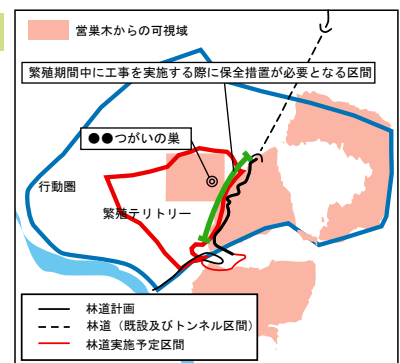 営巣木からの可視域
繁殖期間中に工事を実施する際に保全措置が必要となる区間
●●つがいの巣
行動圏
繁殖テリトリー
林道計画
林道（既設及びトンネル区間）
林道実施予定区間